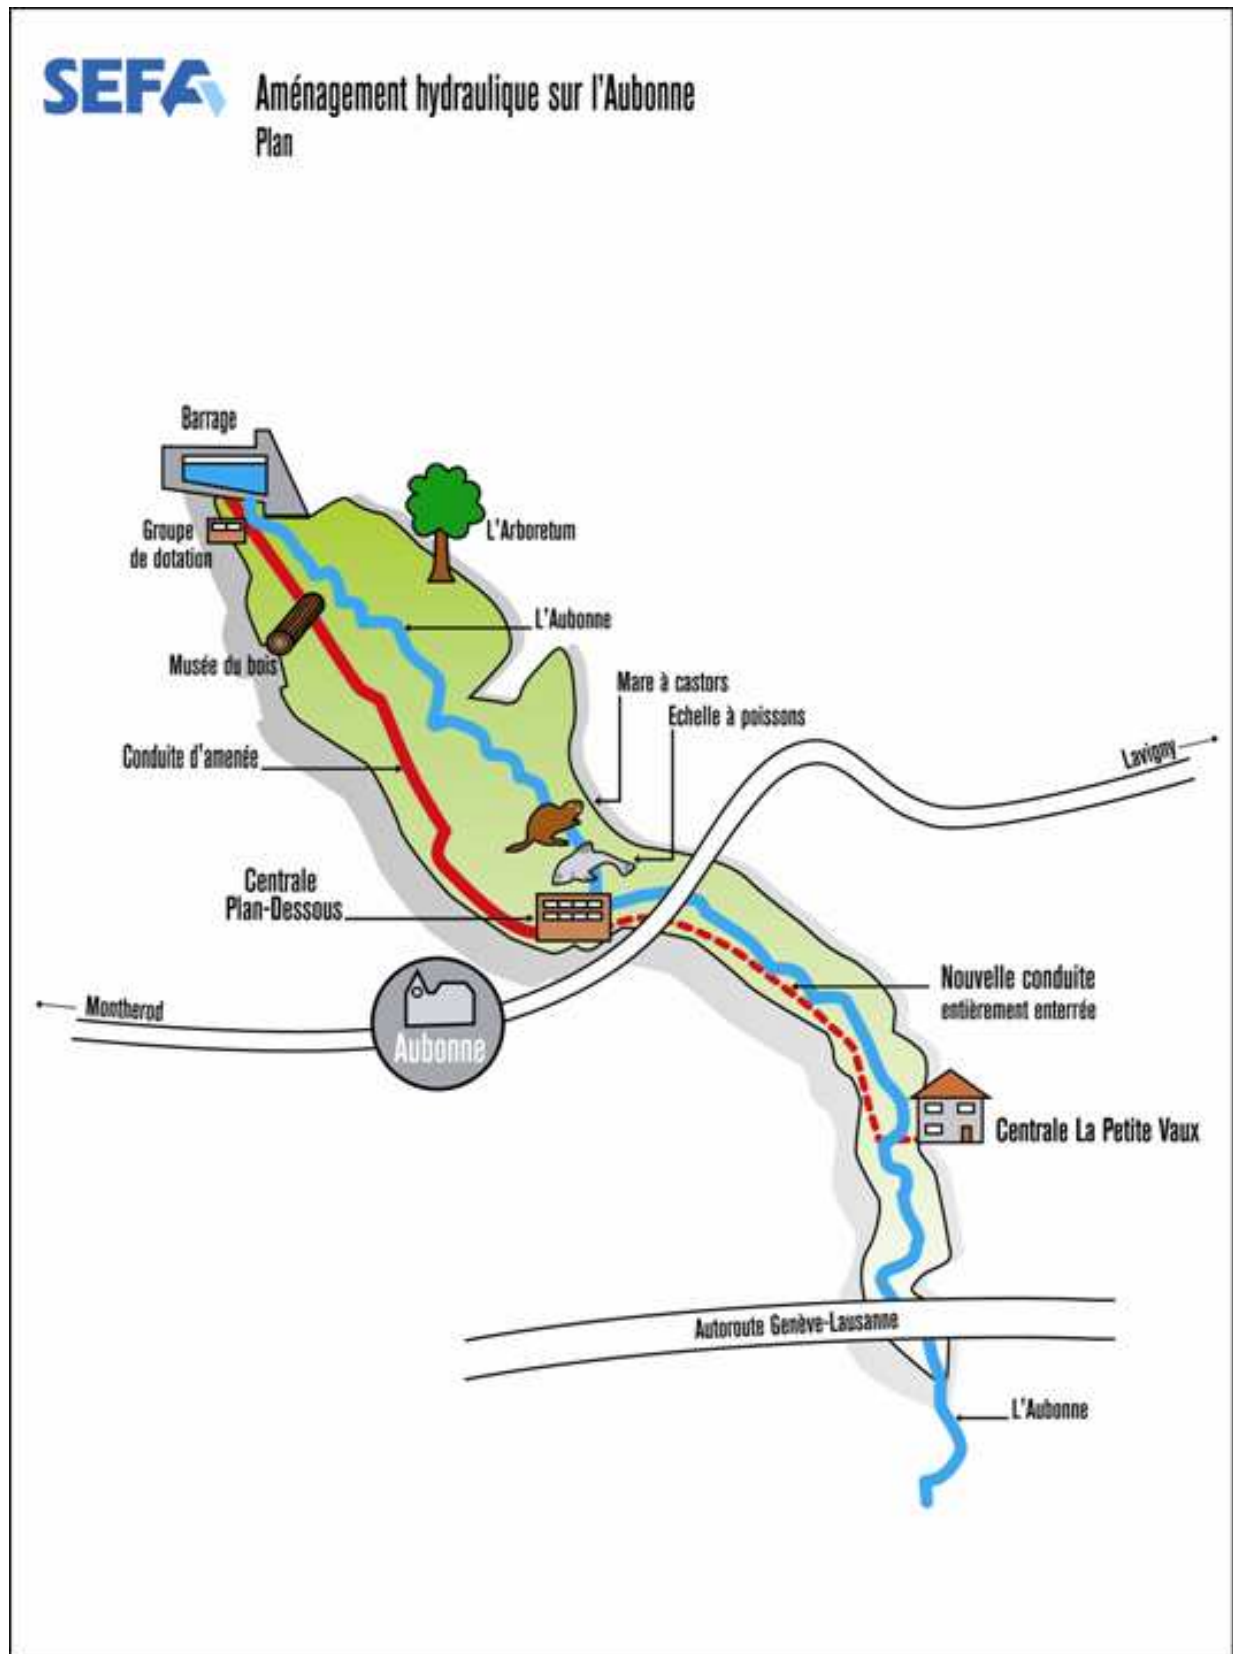 SEFA
Aménagement hydraulique sur l'Aubonne
Plan
Barrage
Groupe
de dotation
L'Arboretum
L'Aubonne
Musée du bois
Mare à castors
Echelle à poissons
Conduite d'amenée
Lavigny
Centrale
Plan-Dessous
Nouvelle conduite
entièrement enterrée
Montherod
Aubonne
Centrale La Petite Vaux
Autoroute Genève-Lausanne
L'Aubonne